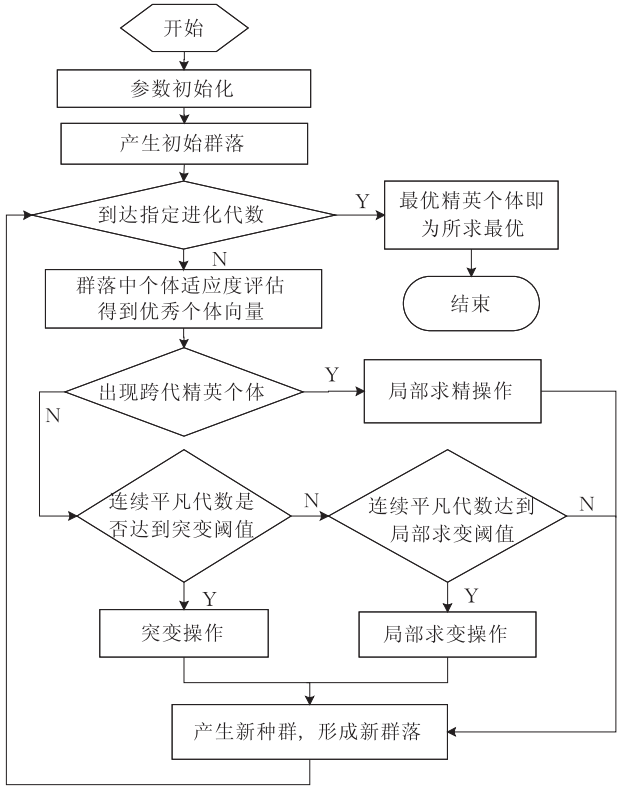 开始
参数初始化
产生初始群落
到达指定进化代数
Y
最优精英个体即
为所求最优
N
群落中个体适应度评估
得到优秀个体向量
结束
出现跨代精英个体
Y
局部求精操作
N
连续平凡代数是
否达到突变阈值
N
连续平凡代数达到
局部求变阈值
N
Y
Y
突变操作
局部求变操作
产生新种群，形成新群落